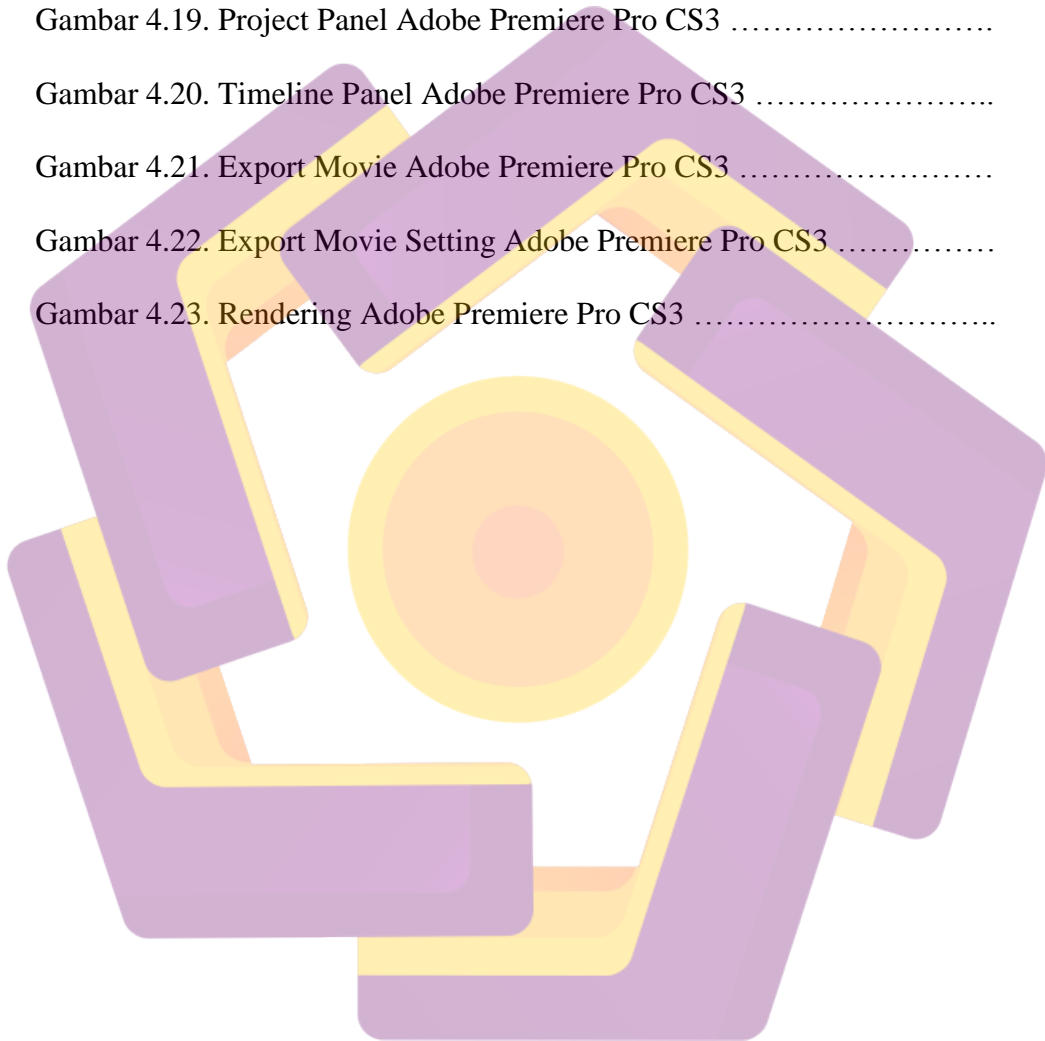 Gambar 4.19. Project Panel Adobe Premiere Pro CS3 …………………….
Gambar 4.20. Timeline Panel Adobe Premiere Pro CS3 …………………..
Gambar 4.21. Export Movie Adobe Premiere Pro CS3 ……………………
Gambar 4.22. Export Movie Setting Adobe Premiere Pro CS3 ……………
Gambar 4.23. Rendering Adobe Premiere Pro CS3 ………………………..